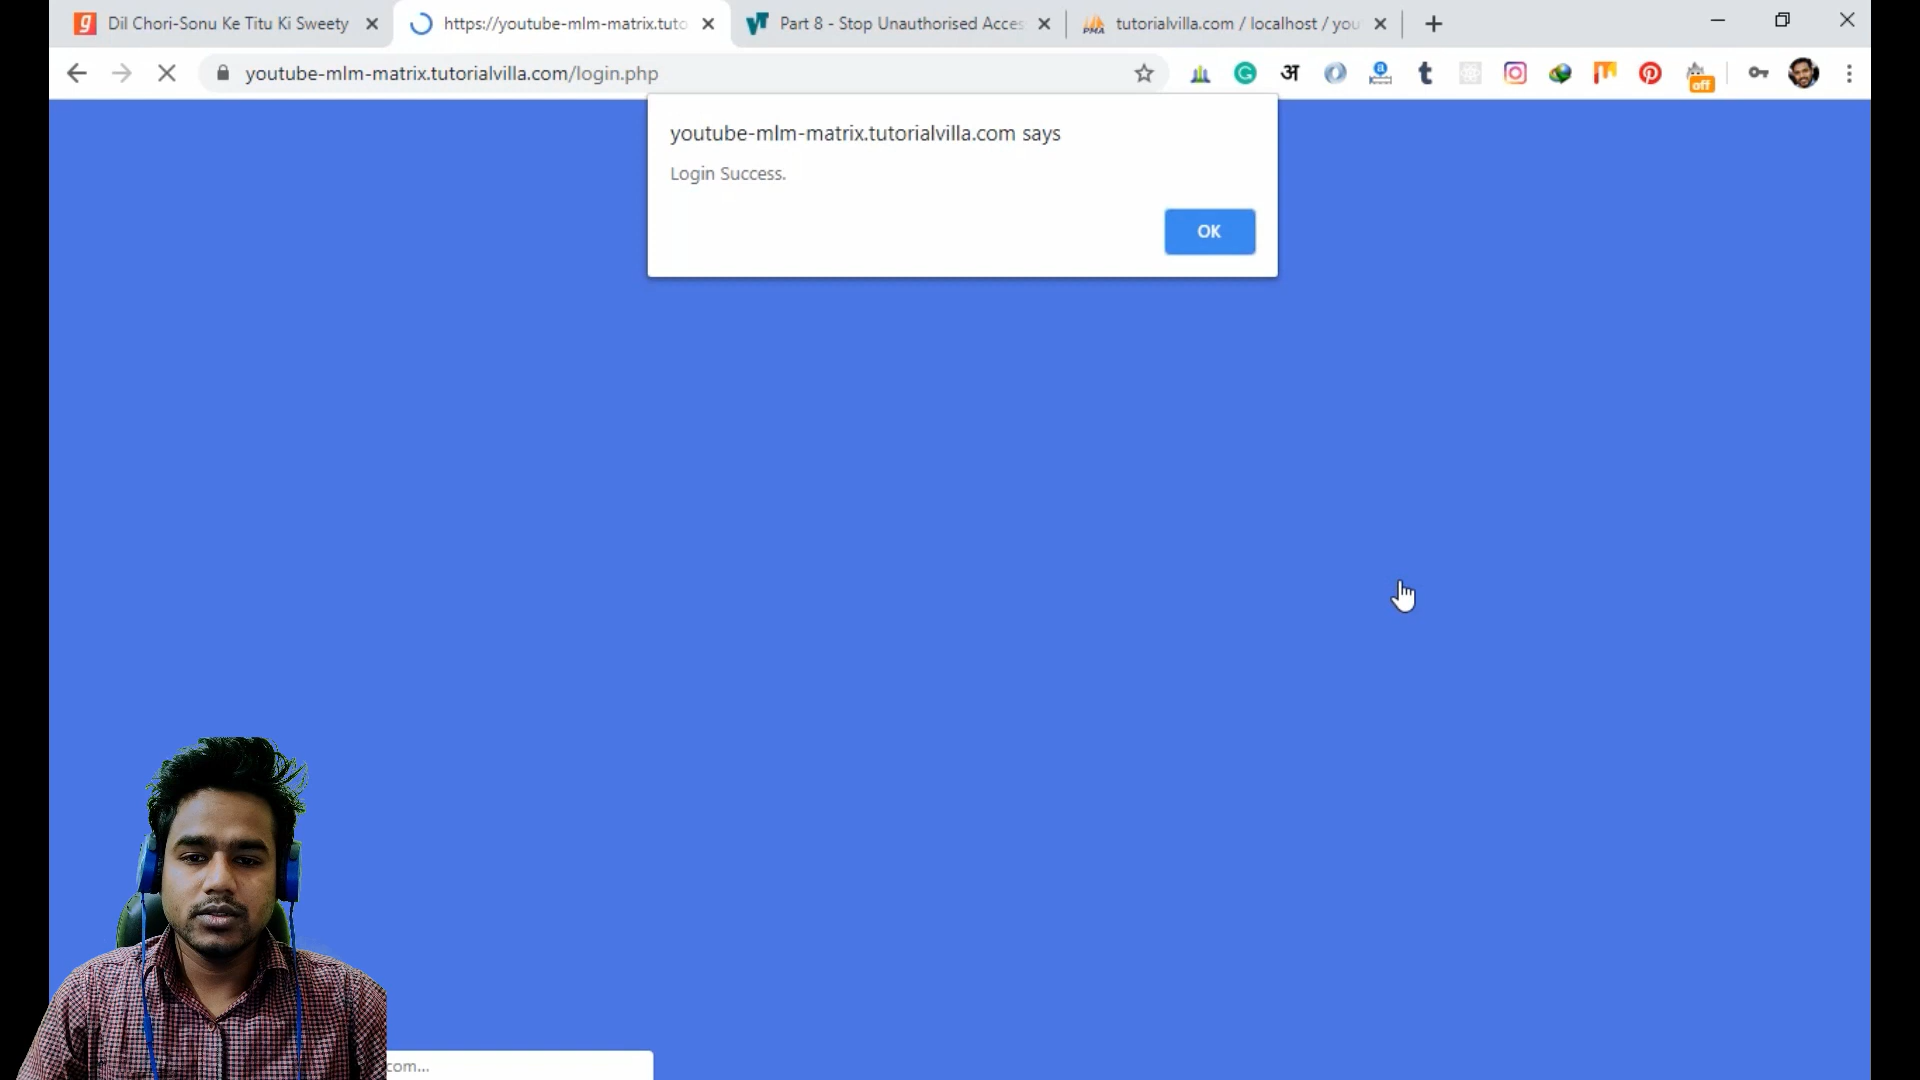 Dil Chori-Sonu Ke Titu Ki Sweety
https://youtube-mlm-matrix.tuto
Part 8 - Stop Unauthorised Acces
tutorialvilla.com / localhost / you
youtube-mlm-matrix.tutorialvilla.com/login.php
अ
off
youtube-mlm-matrix.tutorialvilla.com says
Login Success.
OK
com...